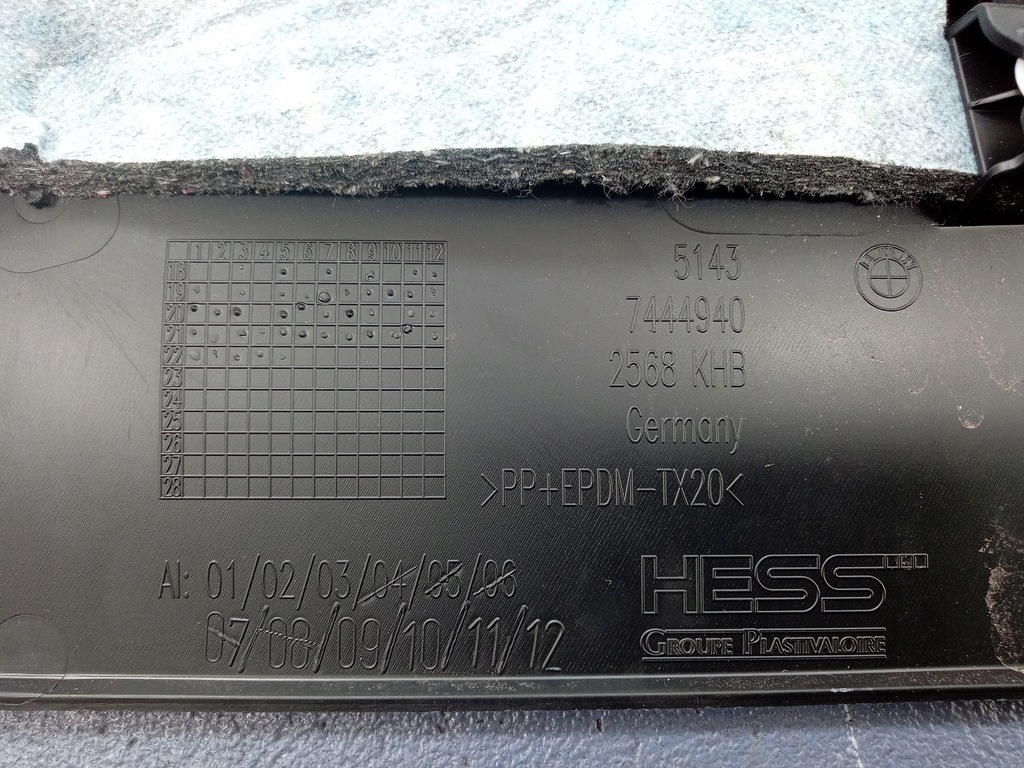 1 2 3 4 5 6 7 8 9 10 11 12
18
19
20
21
22
23
24
25
26
27
28
5143
7444940
2568 KHB
Germany
>PP+EPDM-TX20<
AI: 01/02/03/04/05/06
07/08/09/10/11/12
HESS
GROUPE PLASTIVALOIRE